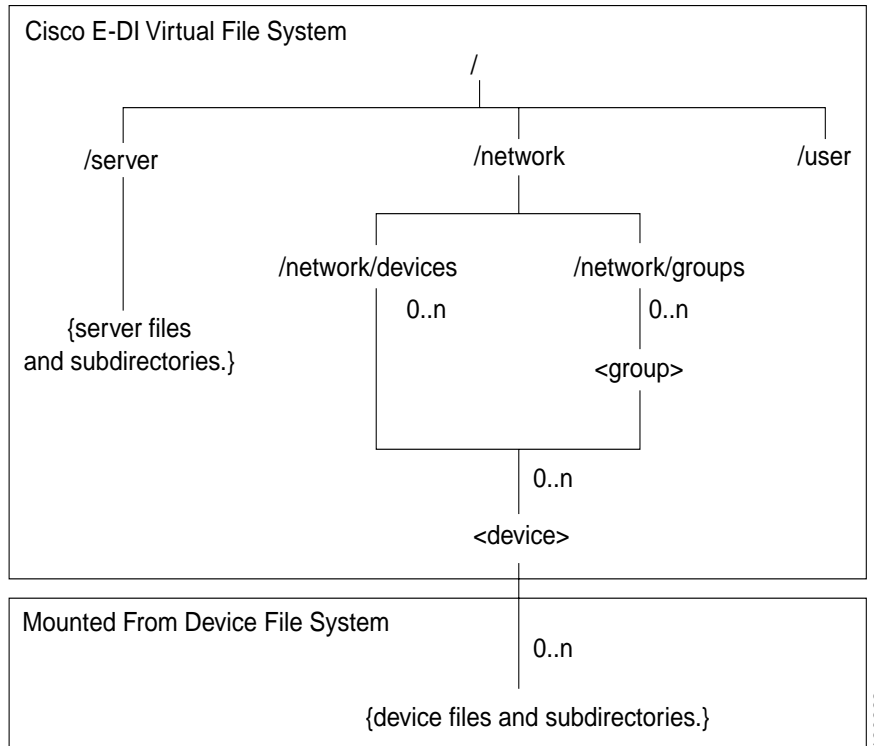 Cisco E-DI Virtual File System
/
/server
/network
/user
/network/devices
/network/groups
0..n
0..n
{server files
and subdirectories.}
<group>
0..n
<device>
Mounted From Device File System
0..n
{device files and subdirectories.}